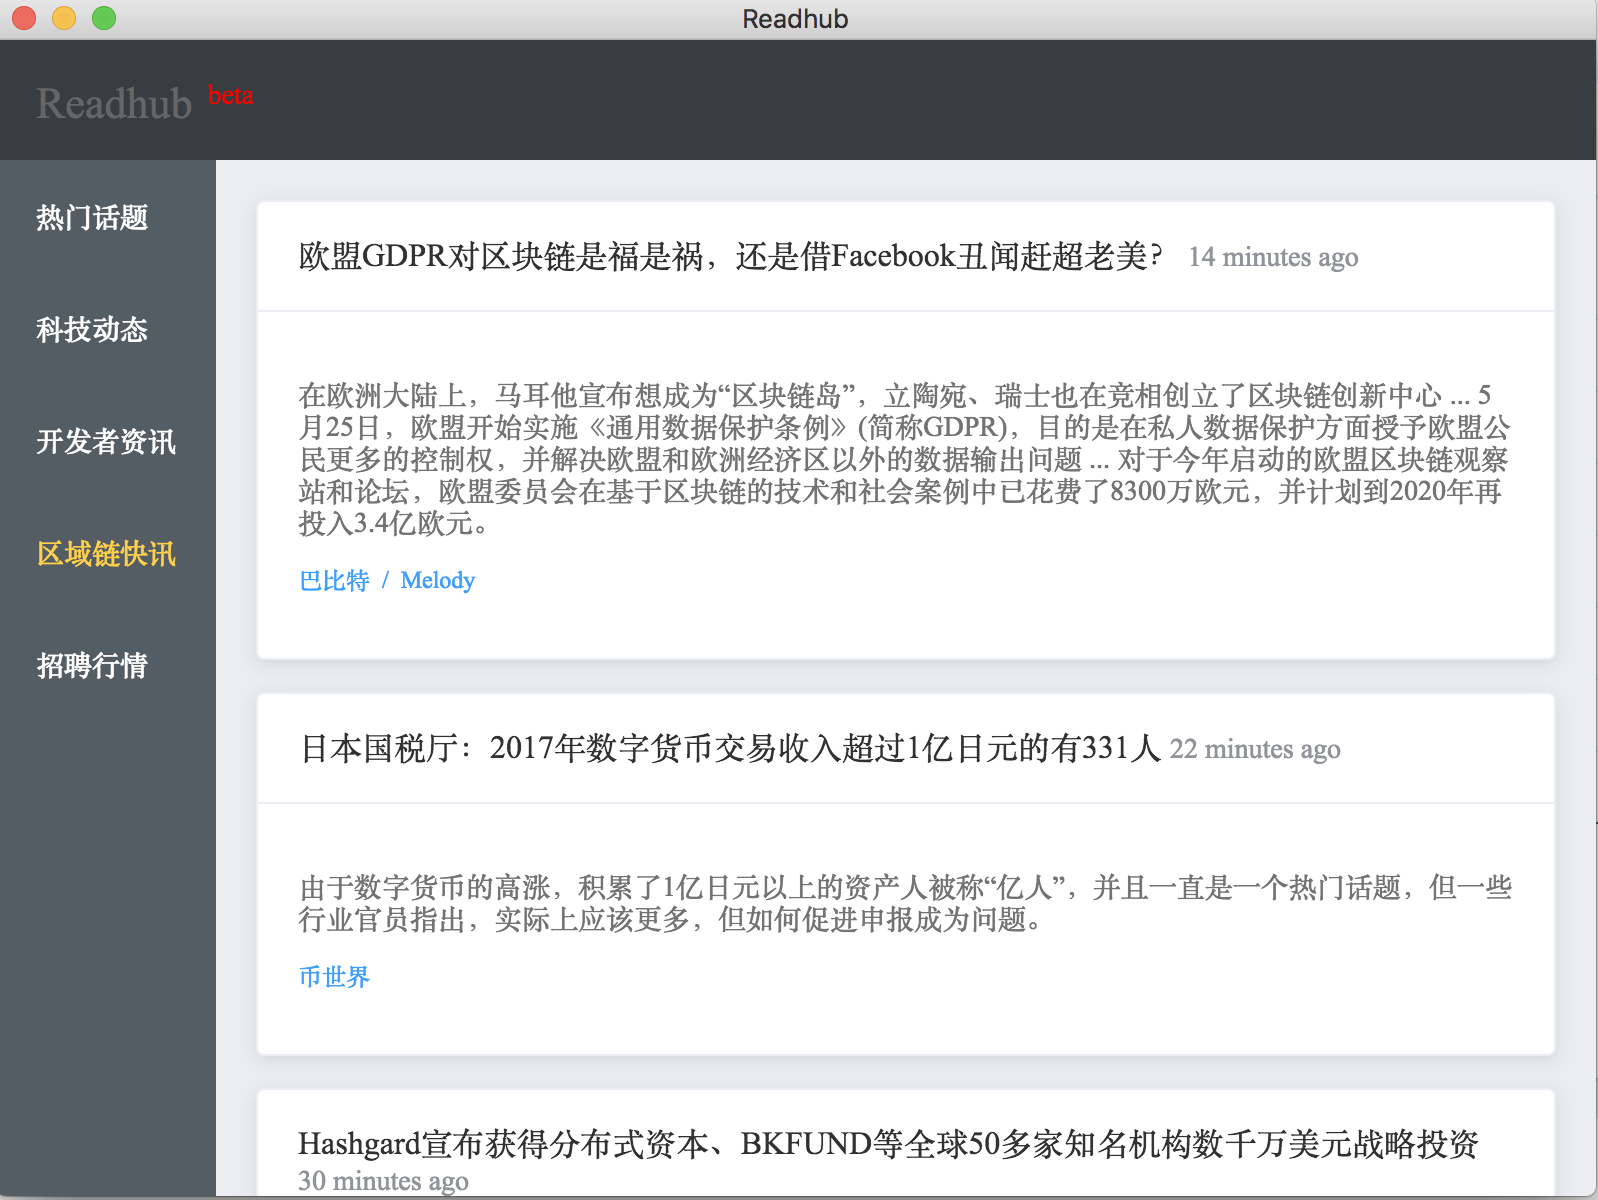 Readhub
Readhub beta
热门话题
科技动态
开发者资讯
区域链快讯
招聘行情
欧盟GDPR对区块链是福是祸，还是借Facebook丑闻赶超老美？ 14 minutes ago
在欧洲大陆上，马耳他宣布想成为“区块链岛”，立陶宛、瑞士也在竞相创立了区块链创新中心 ... 5
月25日，欧盟开始实施《通用数据保护条例》(简称GDPR)，目的是在私人数据保护方面授予欧盟公
民更多的控制权，并解决欧盟和欧洲经济区以外的数据输出问题 ... 对于今年启动的欧盟区块链观察
站和论坛，欧盟委员会在基于区块链的技术和社会案例中已花费了8300万欧元，并计划到2020年再
投入3.4亿欧元。
巴比特 / Melody
日本国税厅：2017年数字货币交易收入超过1亿日元的有331人 22 minutes ago
由于数字货币的高涨，积累了1亿日元以上的资产人被称“亿人”，并且一直是一个热门话题，但一些
行业官员指出，实际上应该更多，但如何促进申报成为问题。
币世界
Hashgard宣布获得分布式资本、BKFUND等全球50多家知名机构数千万美元战略投资
30 minutes ago